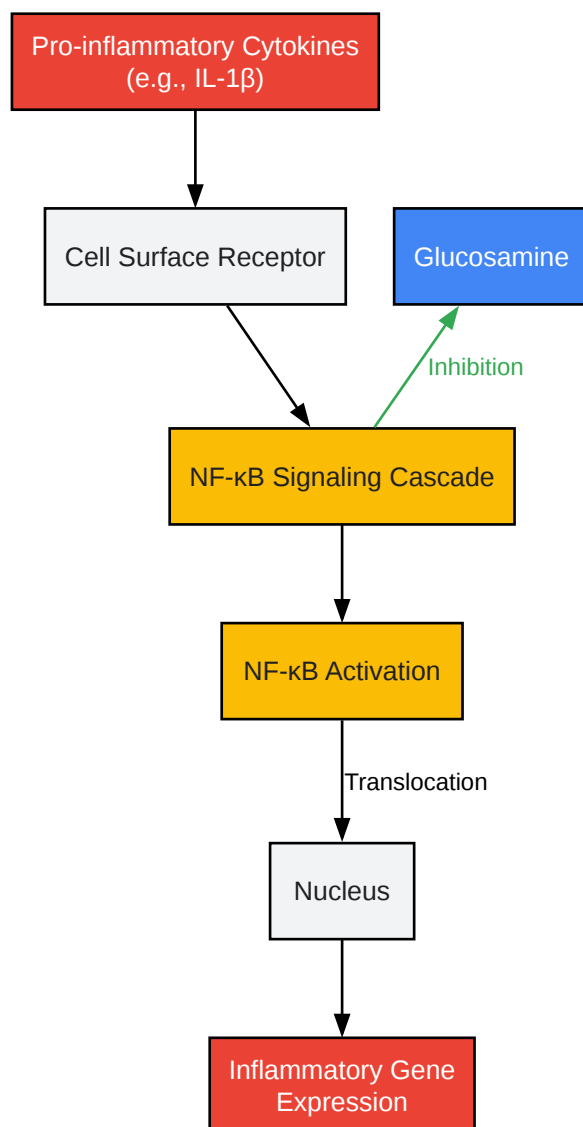 Pro-inflammatory Cytokines
(e.g., IL-1β)
Cell Surface Receptor
Glucosamine
Inhibition
NF-κB Signaling Cascade
NF-κB Activation
Translocation
Nucleus
Inflammatory Gene
Expression